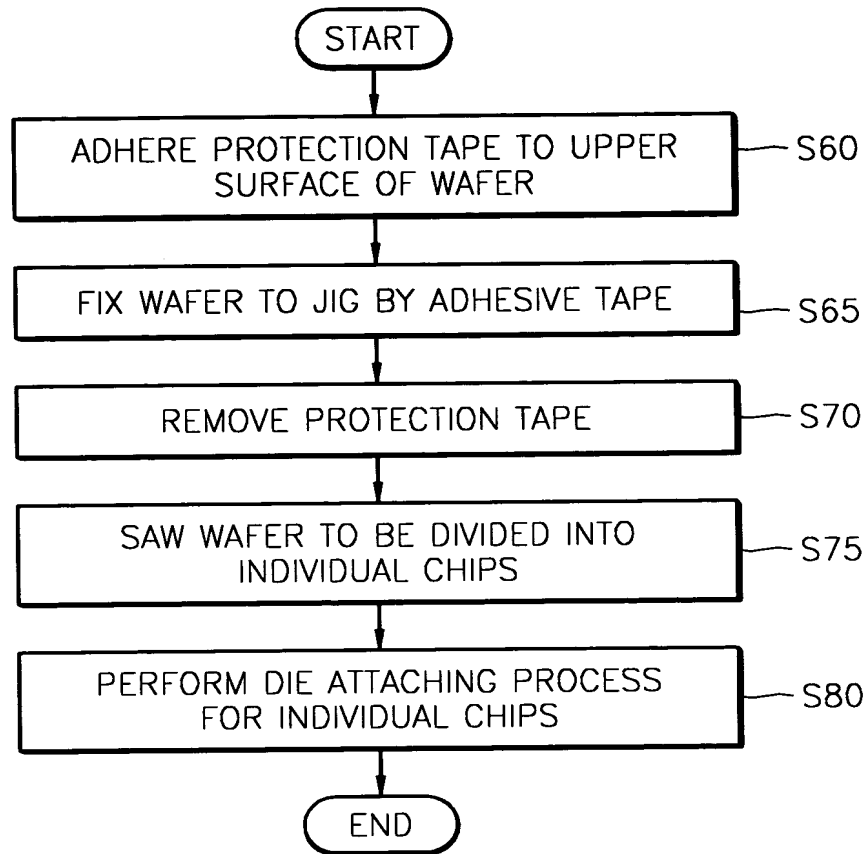 START
ADHERE PROTECTION TAPE TO UPPER
SURFACE OF WAFER
S60
FIX WAFER TO JIG BY ADHESIVE TAPE
S65
REMOVE PROTECTION TAPE
S70
SAW WAFER TO BE DIVIDED INTO
INDIVIDUAL CHIPS
S75
PERFORM DIE ATTACHING PROCESS
FOR INDIVIDUAL CHIPS
S80
END